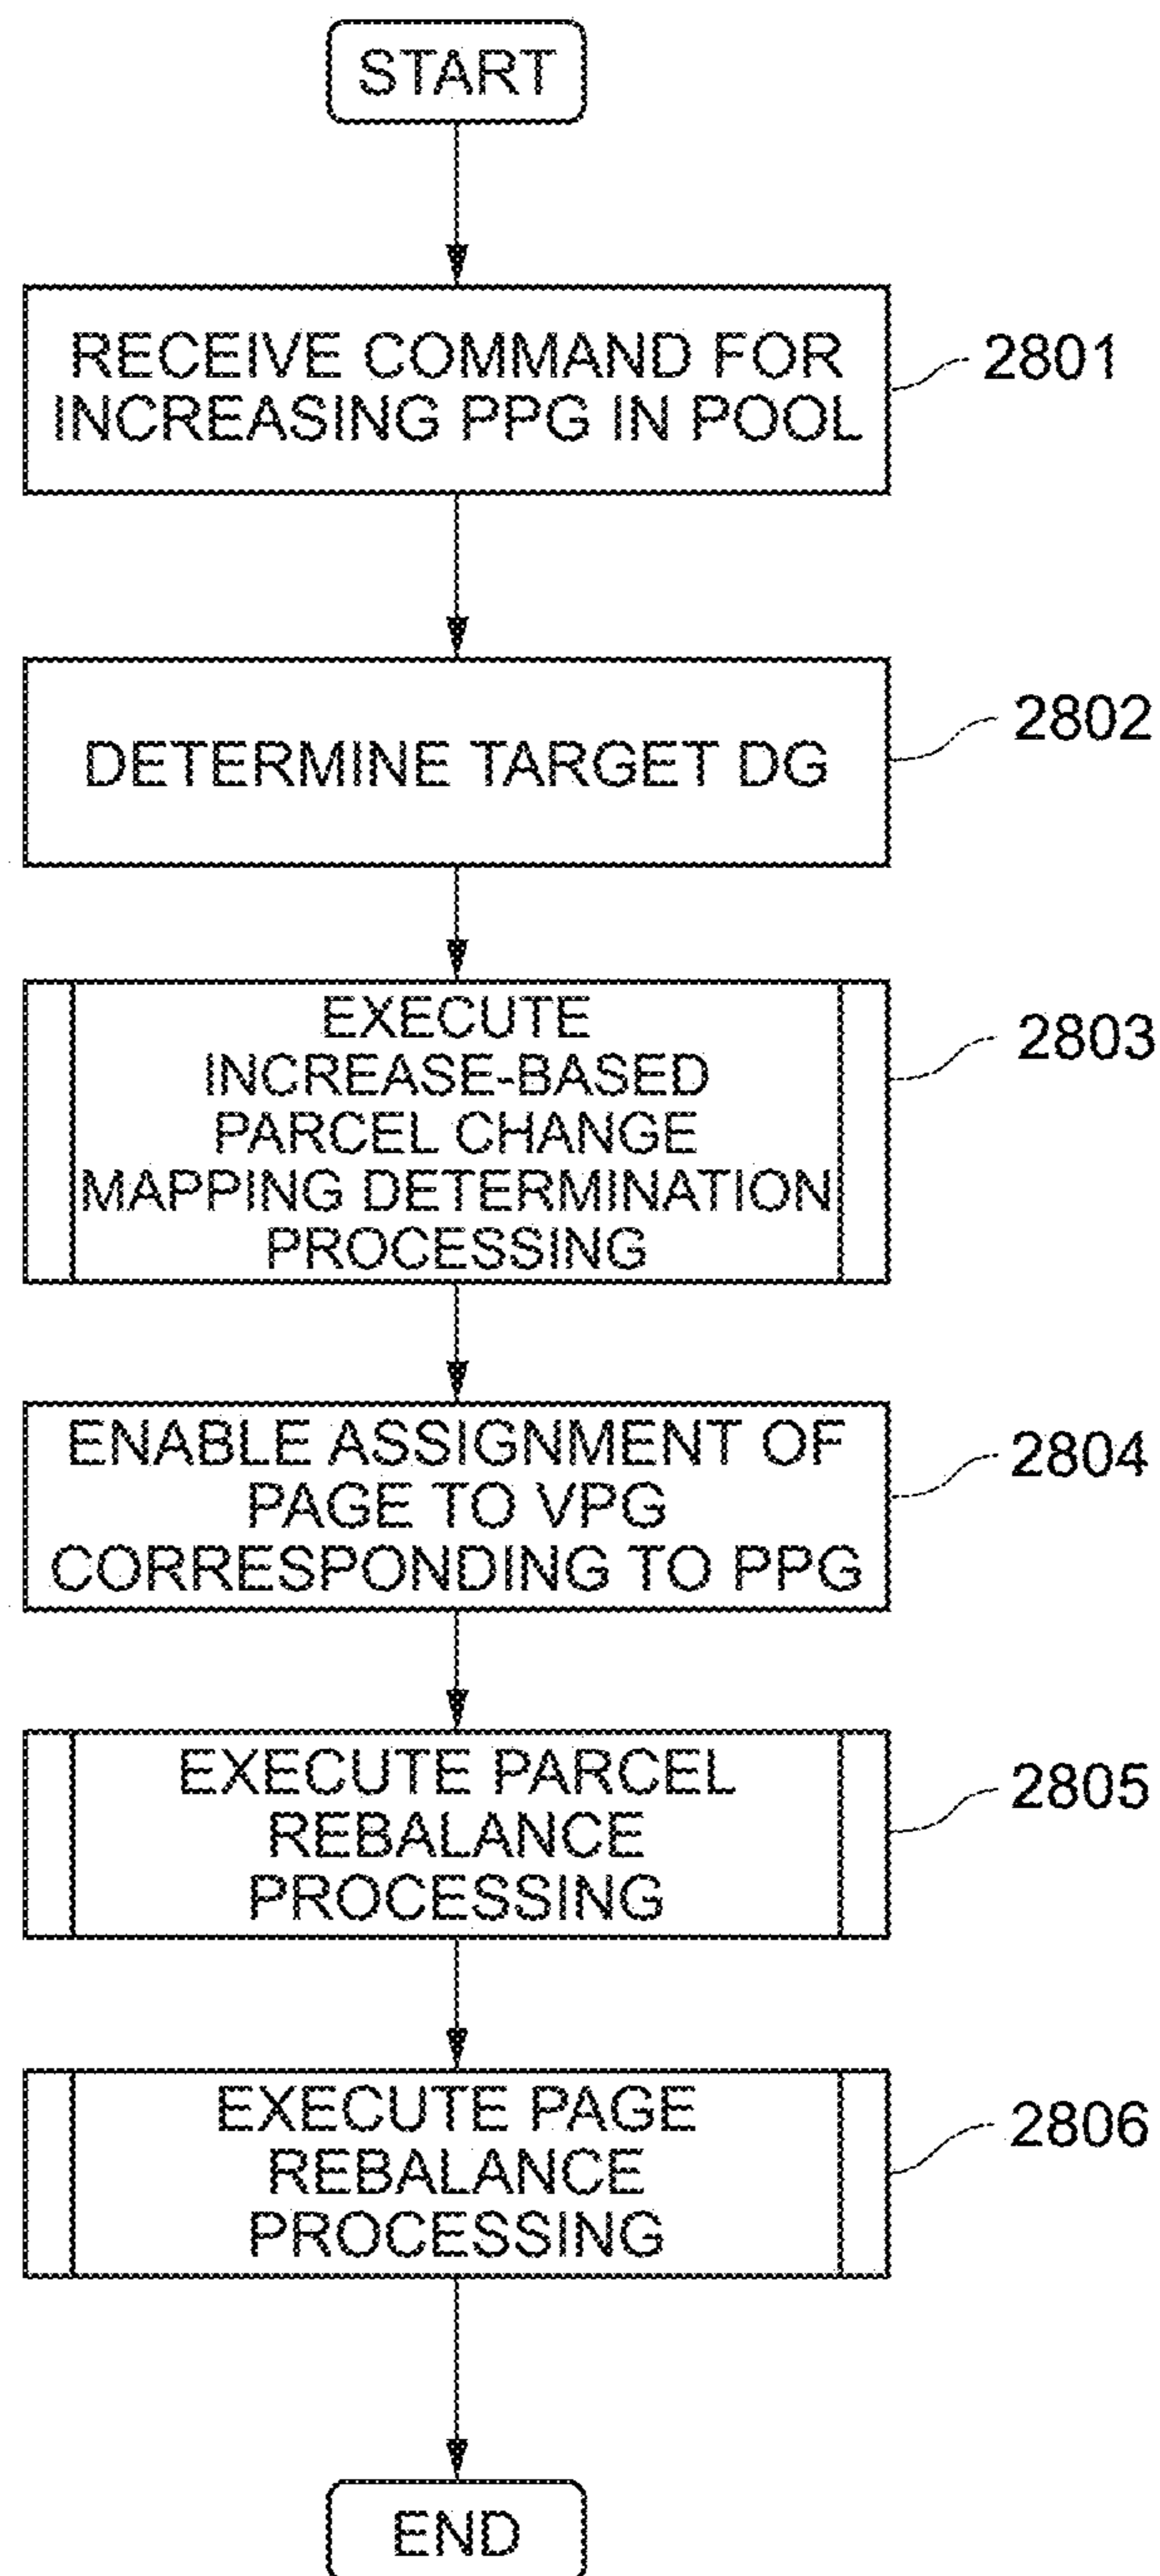 START
RECEIVE COMMAND FOR
INCREASING PPG IN POOL
2801
DETERMINE TARGET DG
2802
EXECUTE
INCREASE-BASED
PARCEL CHANGE
MAPPING DETERMINATION
PROCESSING
2803
ENABLE ASSIGNMENT OF
PAGE TO VPG
CORRESPONDING TO PPG
2804
EXECUTE PARCEL
REBALANCE
PROCESSING
2805
EXECUTE PAGE
REBALANCE
PROCESSING
2806
END